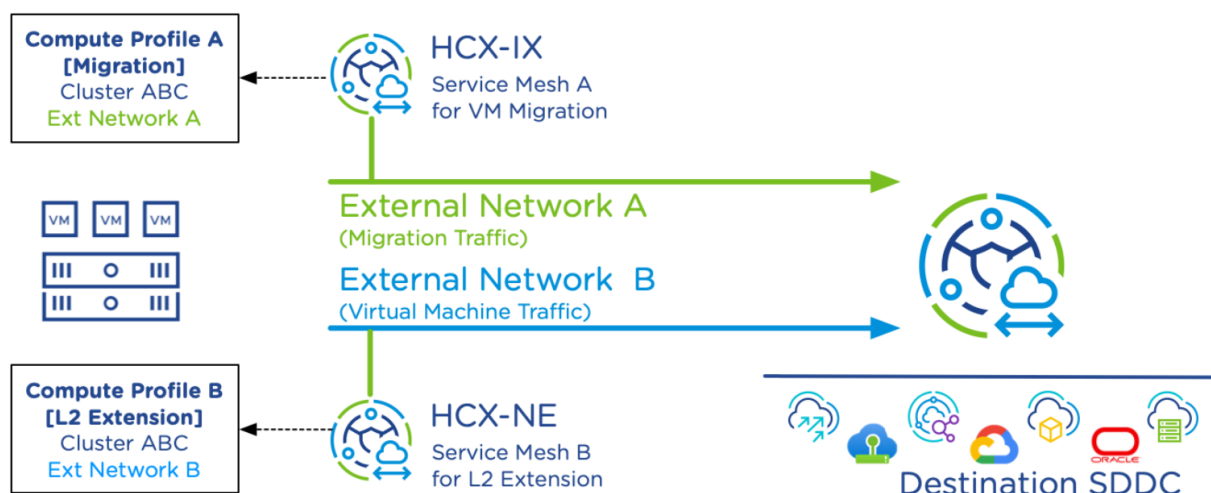 Compute Profile A
[Migration]
Cluster ABC
Ext Network A
HCX-IX
Service Mesh A
for VM Migration
External Network A
(Migration Traffic)
VM VM VM
External Network B
(Virtual Machine Traffic)
Compute Profile B
[L2 Extension]
Cluster ABC
Ext Network B
HCX-NE
Service Mesh B
for L2 Extension
ORACLE
Destination SDDC